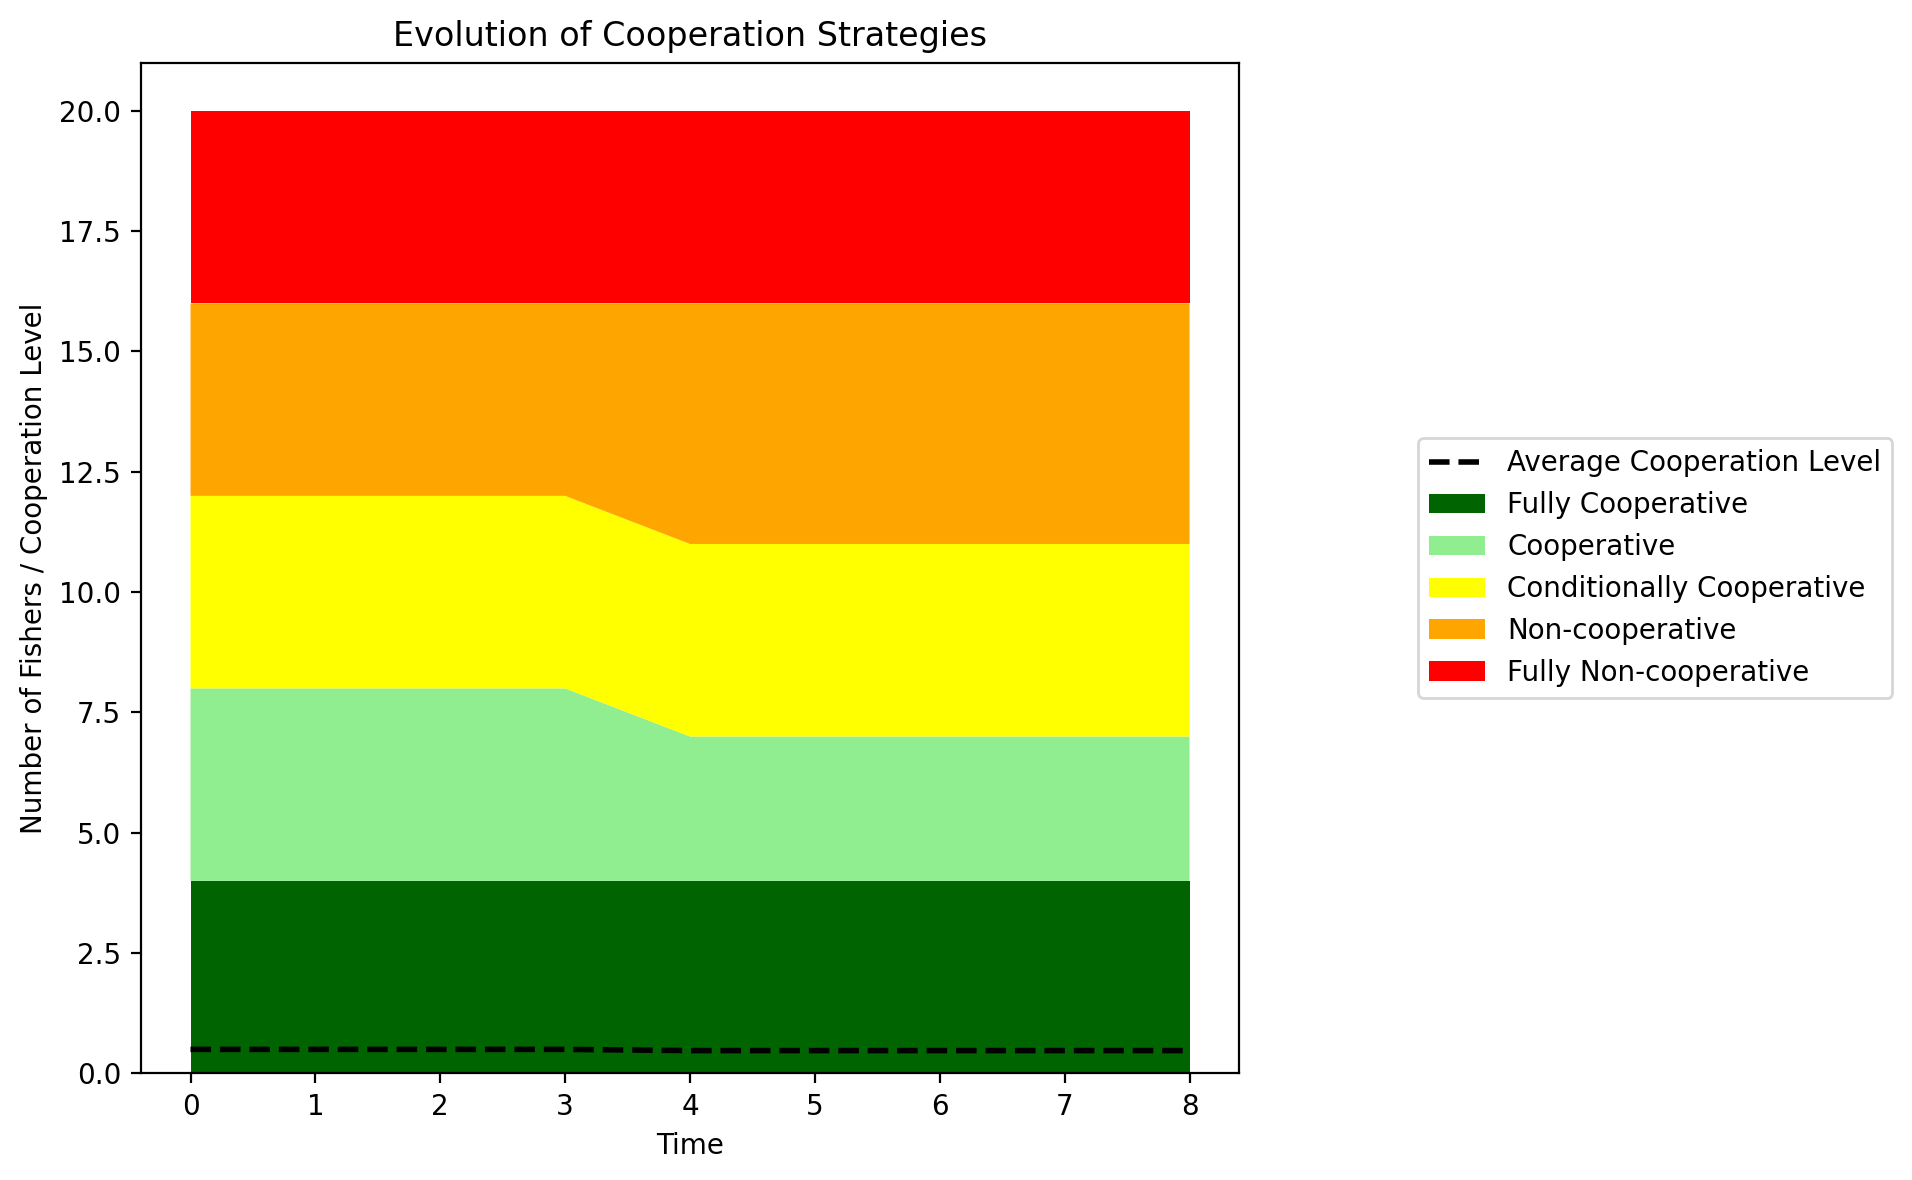 Evolution of Cooperation Strategies
Number of Fishers / Cooperation Level
20.0
17.5
15.0
12.5
10.0
7.5
5.0
2.5
0.0
0 1 2 3 4 5 6 7 8
Time
Average Cooperation Level
Fully Cooperative
Cooperative
Conditionally Cooperative
Non-cooperative
Fully Non-cooperative